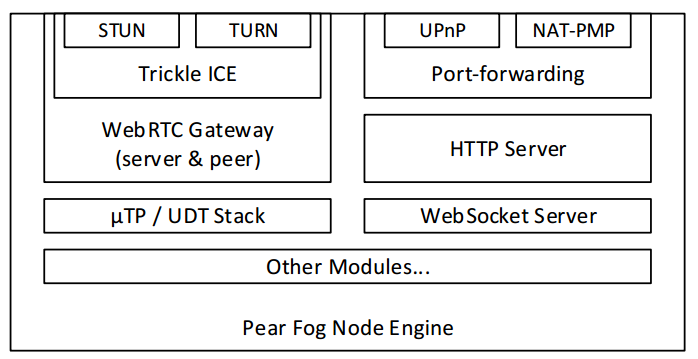 STUN
TURN
Trickle ICE
WebRTC Gateway
(server & peer)
UPnP
NAT-PMP
Port-forwarding
HTTP Server
µTP / UDT Stack
WebSocket Server
Other Modules...
Pear Fog Node Engine